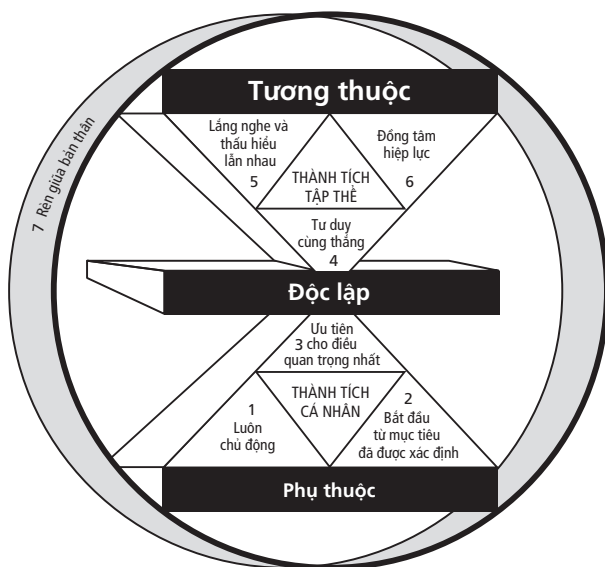 Tương thuộc
Lắng nghe và
thấu hiểu
lẫn nhau
5
THÀNH TÍCH
TẬP THỂ
Đồng tâm
hiệp lực
6
Tư duy
cùng thắng
4
7 Rèn giũa bản thân
Độc lập
Ưu tiên
3 cho điều
quan trọng nhất
THÀNH TÍCH
CÁ NHÂN
1
Luôn
chủ động
2
Bắt đầu
từ mục tiêu
đã được xác định
Phụ thuộc